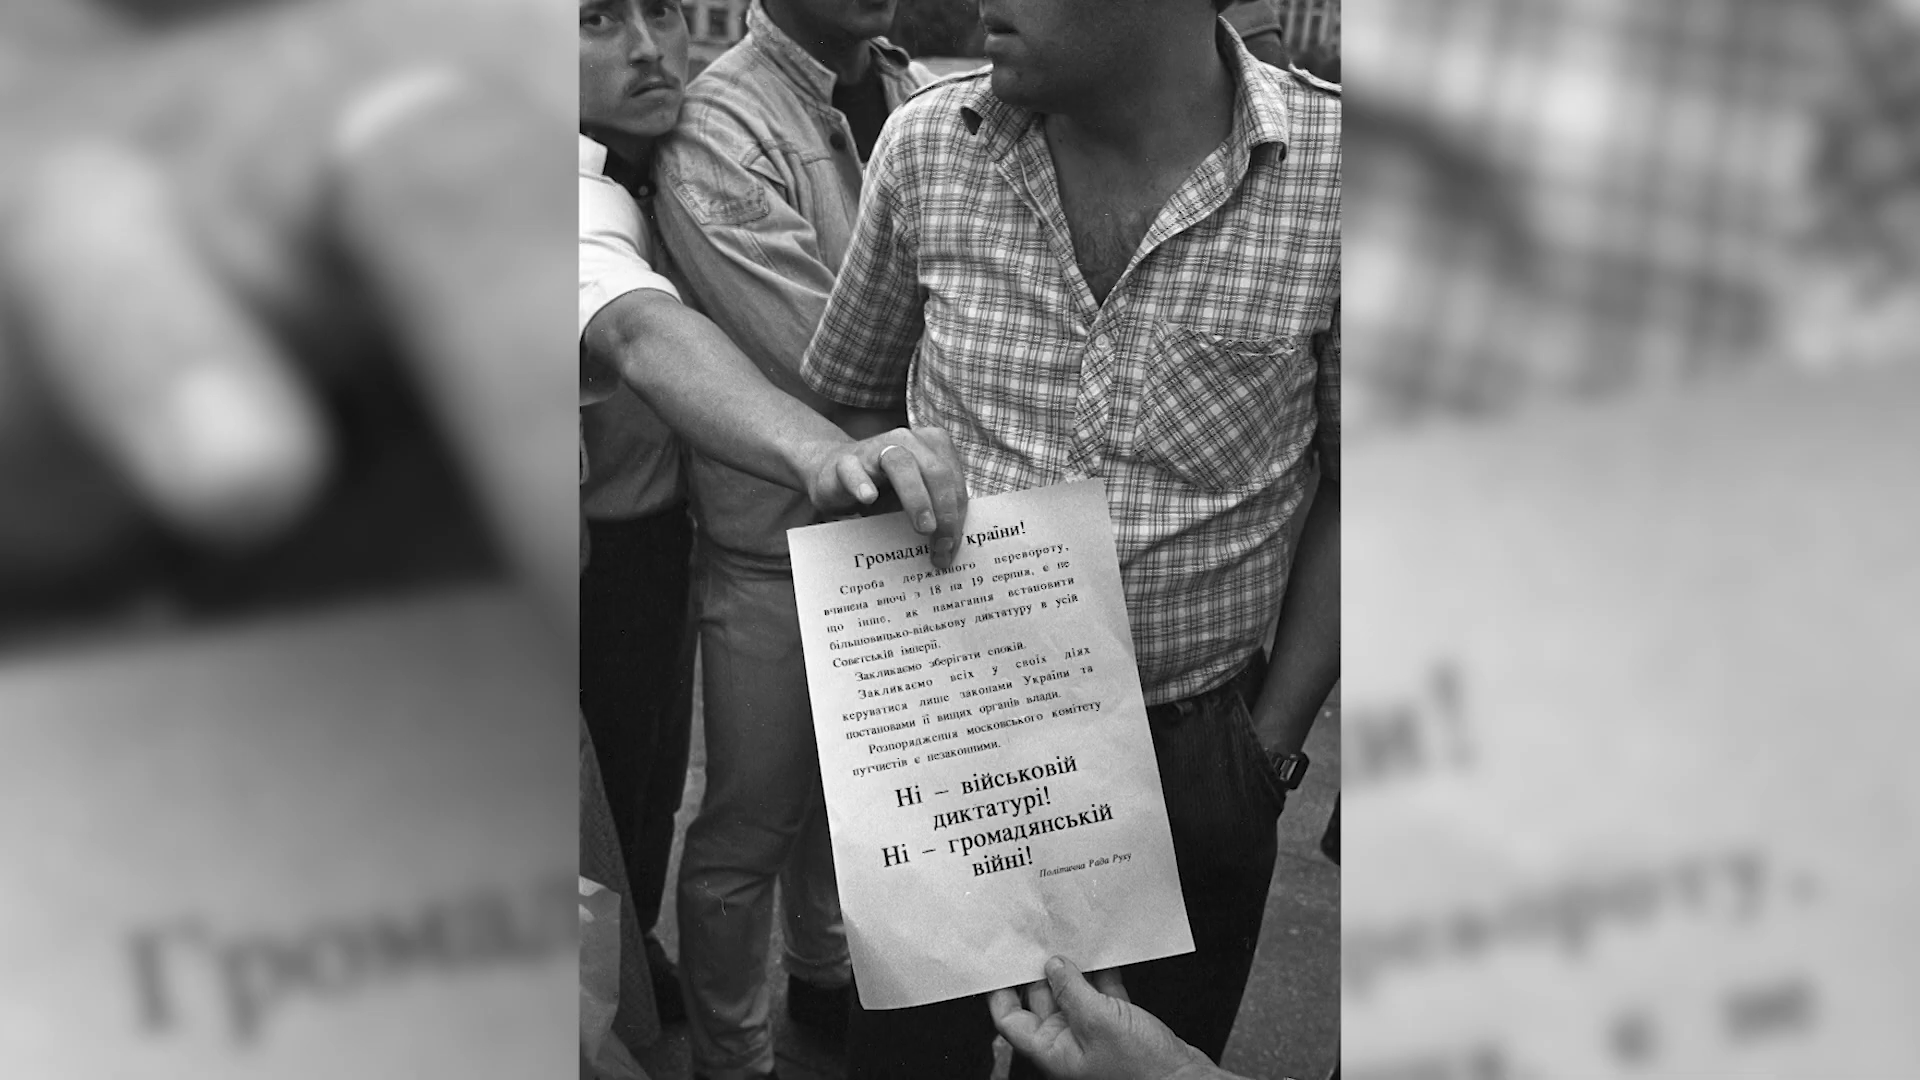 Громадян країни!
Спроба державного перевороту,
вчинена вночі з 18 на 19 серпня, є не
що інше, як намагання встановити
більшовицько-військову диктатуру в усій
Советській імперії.
Закликаємо зберігати спокій.
Закликаємо всіх у своїх діях
керуватися лише законами України та
постановами її вищих органів влади.
Розпорядження московського комітету
путчистів є незаконними.
Ні – військовій
диктатурі!
Ні – громадянській
війні!
Політична Рада Руху